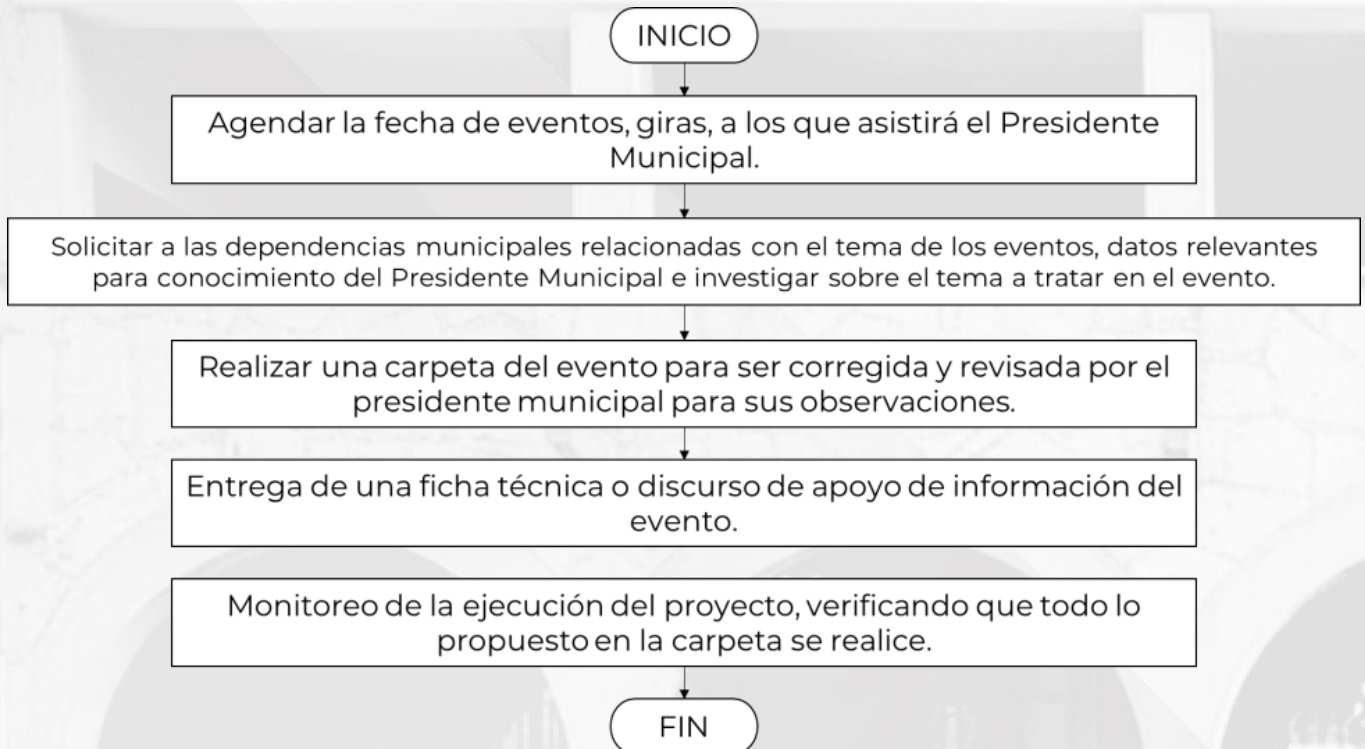 INICIO
Agendar la fecha de eventos, giras, a los que asistirá el Presidente
Municipal.
Solicitar a las dependencias municipales relacionadas con el tema de los eventos, datos relevantes
para conocimiento del Presidente Municipal e investigar sobre el tema a tratar en el evento.
Realizar una carpeta del evento para ser corregida y revisada por el
presidente municipal para sus observaciones.
Entrega de una ficha técnica o discurso de apoyo de información del
evento.
Monitoreo de la ejecución del proyecto, verificando que todo lo
propuesto en la carpeta se realice.
FIN